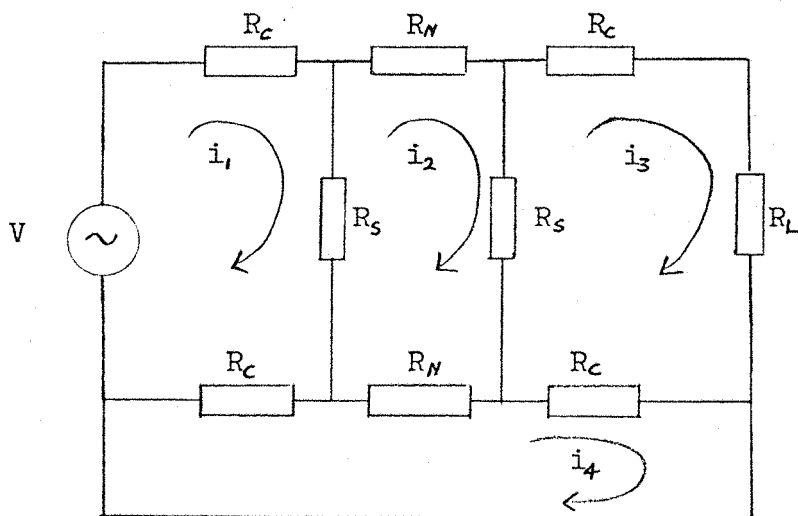 R_C R_N R_C
i_1 i_2 i_3
V R_S R_S R_L
R_C R_N R_C
i_4